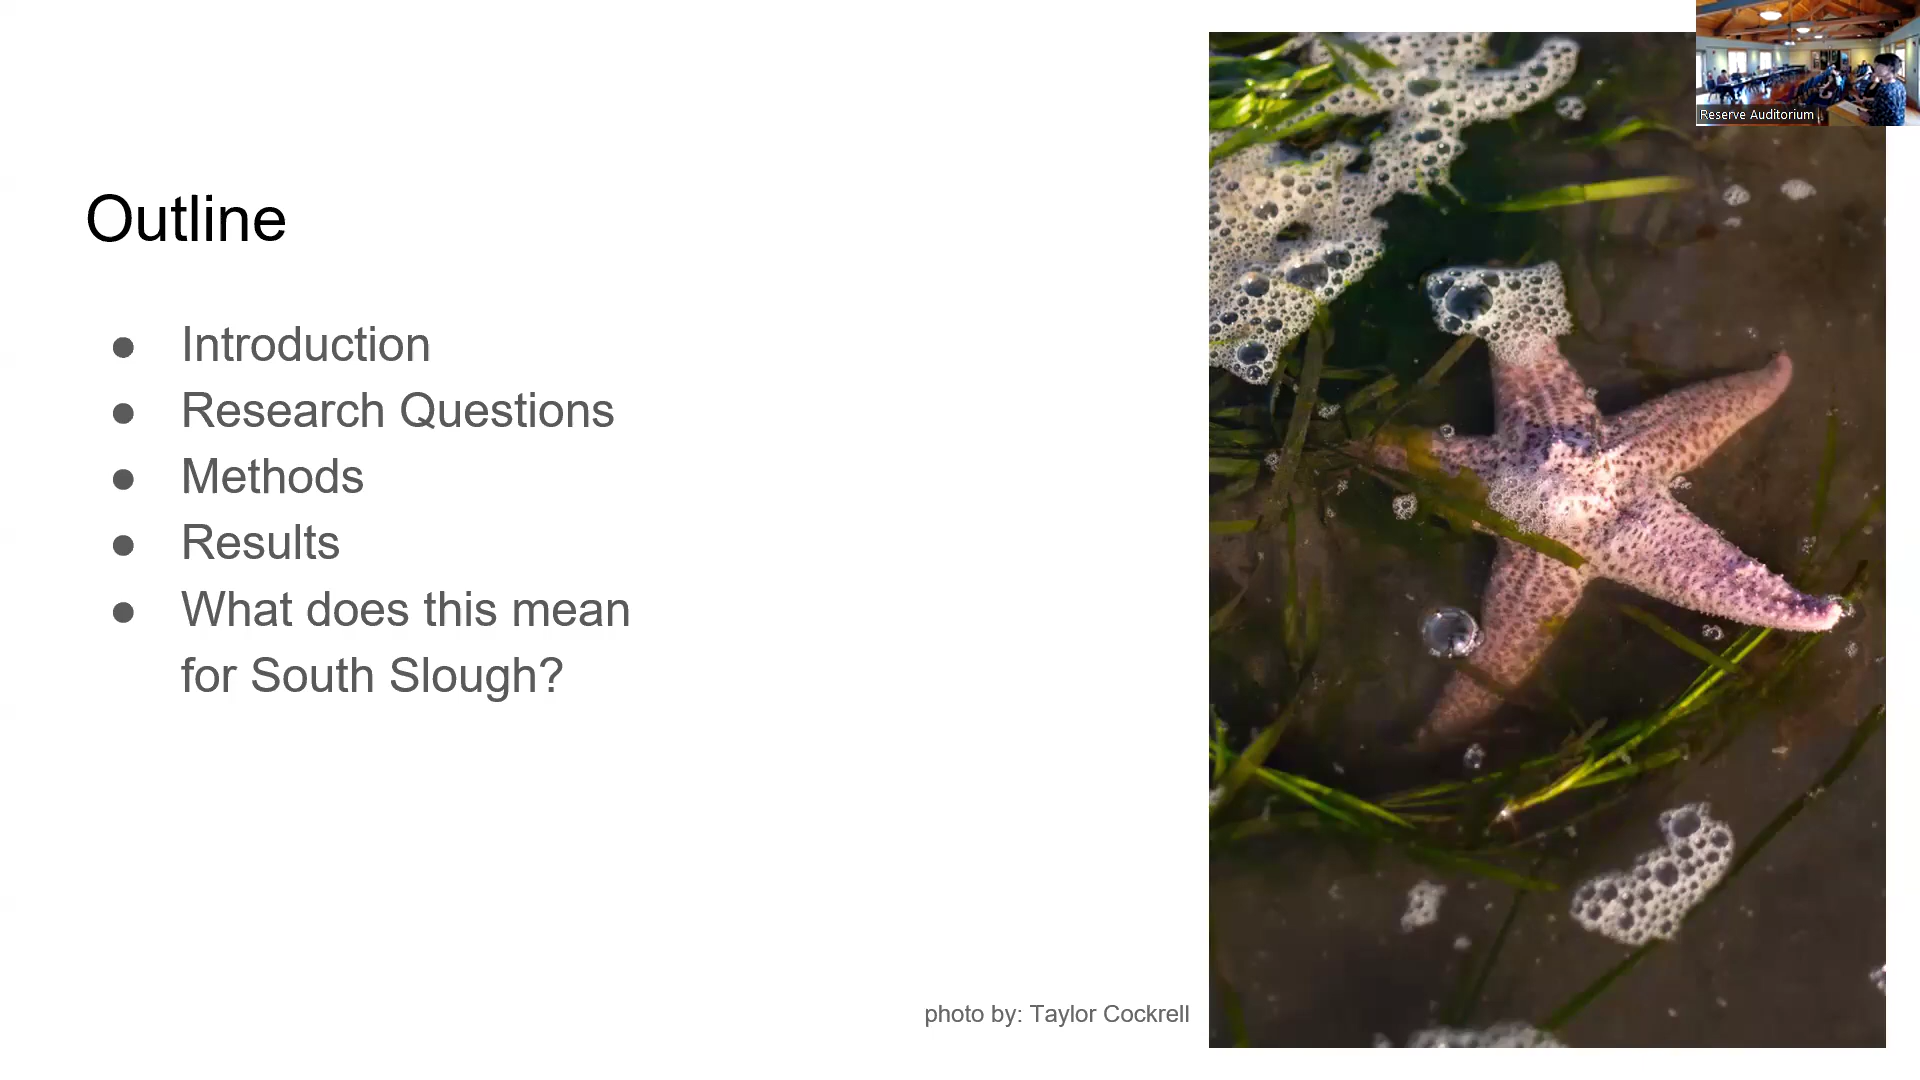 Reserve Auditorium
Outline
● Introduction
● Research Questions
● Methods
● Results
● What does this mean
for South Slough?
photo by: Taylor Cockrell